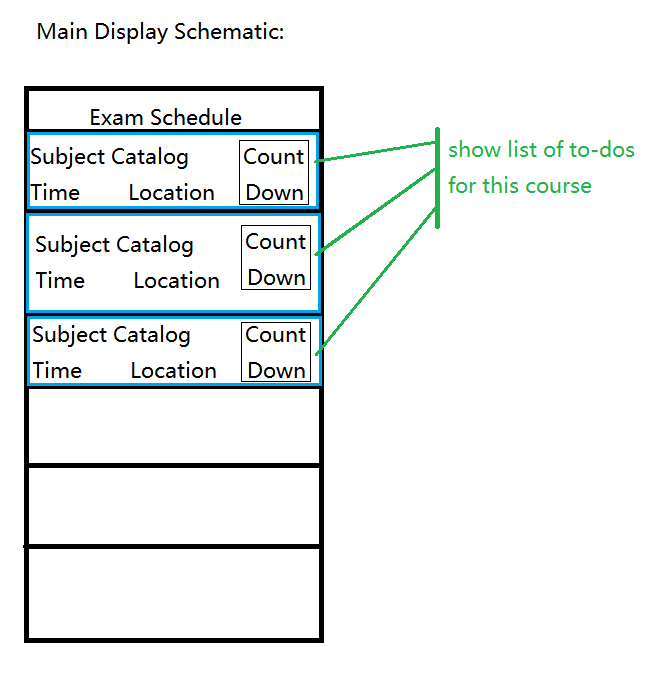 Main Display Schematic:
Exam Schedule
Subject Catalog
Time Location
Count
Down
show list of to-dos
for this course
Subject Catalog
Time Location
Count
Down
Subject Catalog
Time Location
Count
Down